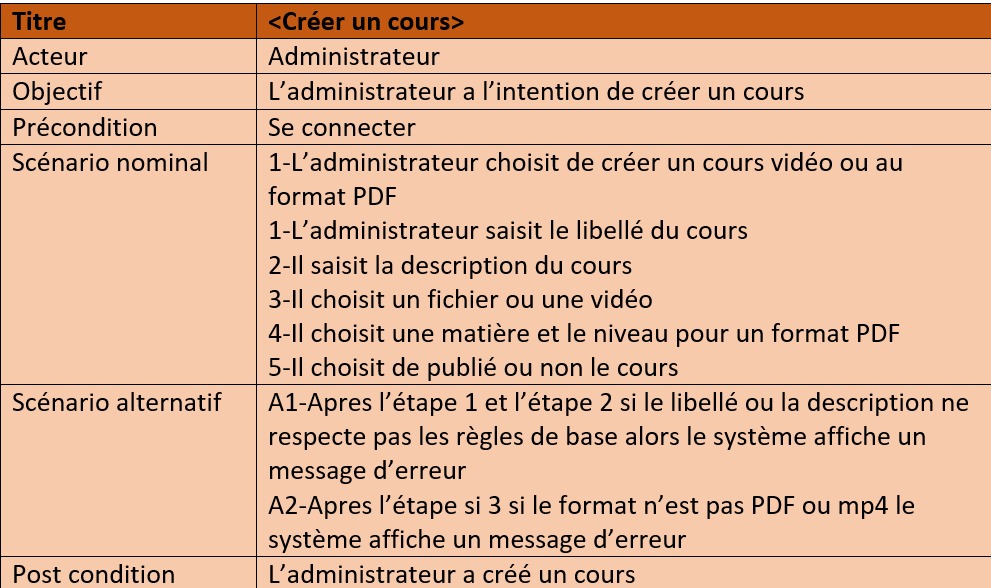 Titre <Créer un cours>
Acteur Administrateur
Objectif L’administrateur a l’intention de créer un cours
Précondition Se connecter
Scénario nominal 1-L’administrateur choisit de créer un cours vidéo ou au
format PDF
1-L’administrateur saisit le libellé du cours
2-Il saisit la description du cours
3-Il choisit un fichier ou une vidéo
4-Il choisit une matière et le niveau pour un format PDF
5-Il choisit de publié ou non le cours
Scénario alternatif A1-Apres l’étape 1 et l’étape 2 si le libellé ou la description ne
respecte pas les règles de base alors le système affiche un
message d’erreur
A2-Apres l’étape si 3 si le format n’est pas PDF ou mp4 le
système affiche un message d’erreur
Post condition L’administrateur a créé un cours